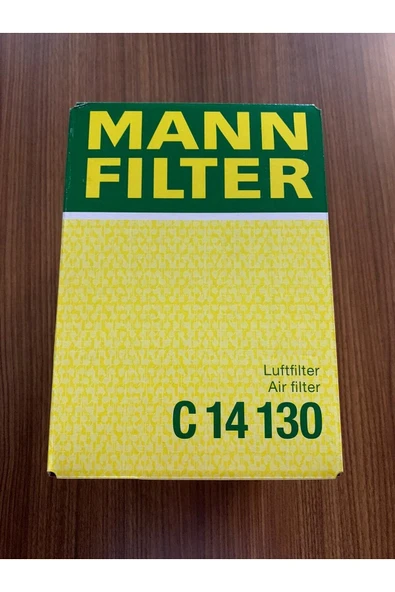 MANN
FILTER
Luftfilter
Air filter
C 14 130